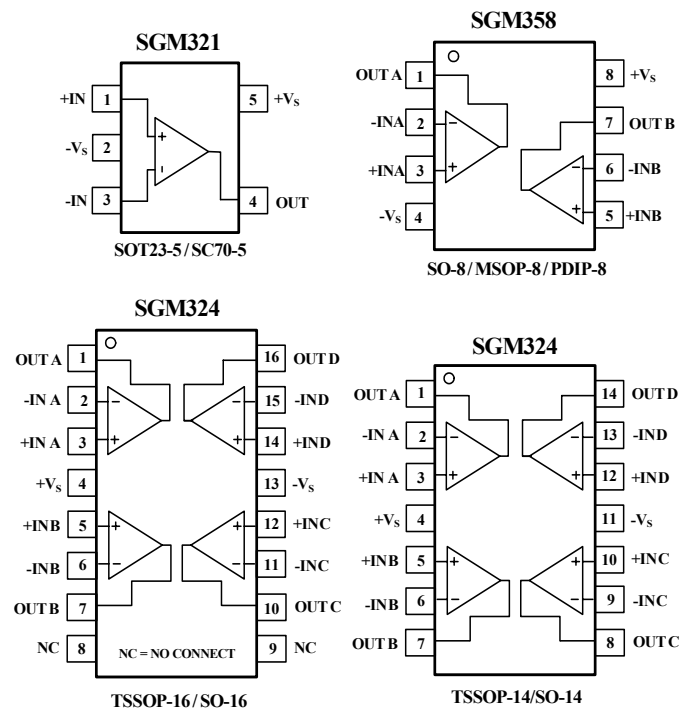 SGM321
+IN 1 5 +VS
-VS 2
-IN 3 4 OUT
+
-
SOT23-5 / SC70-5
SGM358
OUT A 1 8 +VS
-INA 2 7 OUT B
+INA 3 6 -INB
-VS 4 5 +INB
− −
+ +
SO-8 / MSOP-8 / PDIP-8
SGM324
OUT A 1 16 OUT D
-IN A 2 − − 15 -IND
+IN A 3 + + 14 +IND
+VS 4 13 -VS
+INB 5 + + 12 +INC
-INB 6 − − 11 -INC
OUT B 7 10 OUT C
NC 8 NC = NO CONNECT 9 NC
TSSOP-16 / SO-16
SGM324
OUT A 1 14 OUT D
-IN A 2 − − 13 -IND
+IN A 3 + + 12 +IND
+VS 4 11 -VS
+INB 5 + + 10 +INC
-INB 6 − − 9 -INC
OUT B 7 8 OUT C
TSSOP-14/SO-14